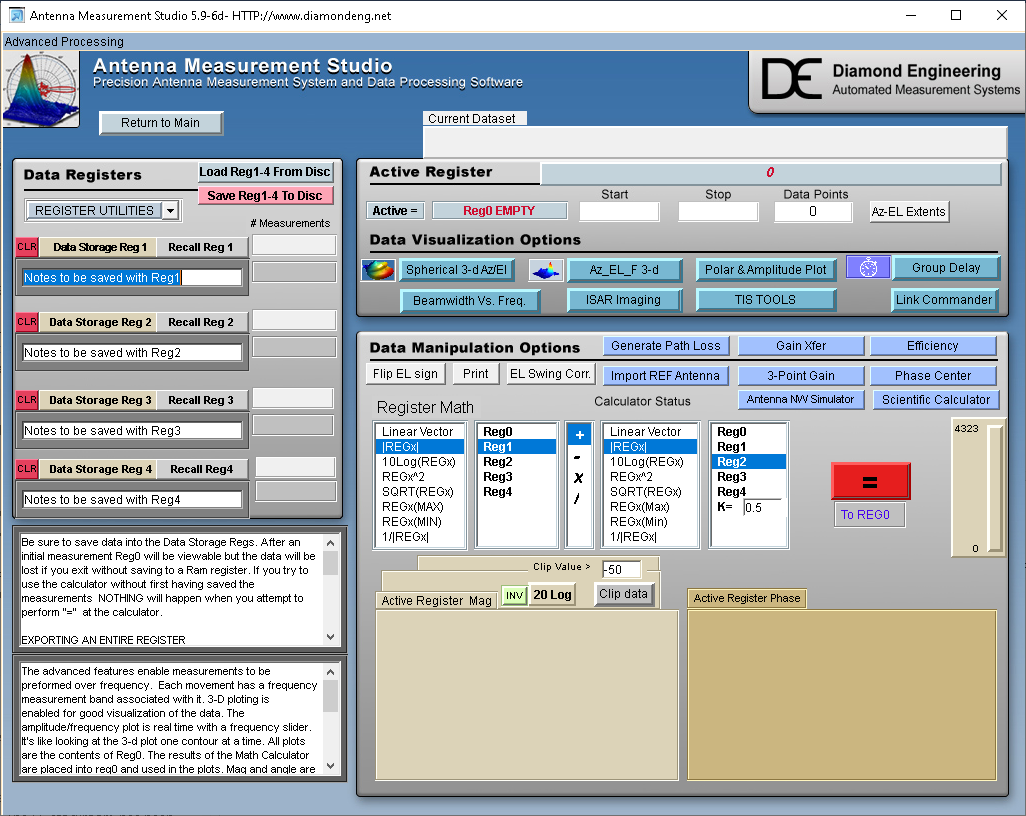 Antenna Measurement Studio 5.9-6d- HTTP://www.diamondeng.net
Advanced Processing
Antenna Measurement Studio
Precision Antenna Measurement System and Data Processing Software
DE
Diamond Engineering
Automated Measurement Systems
Return to Main
Current Dataset
Data Registers
Load Reg1-4 From Disc
Save Reg1-4 To Disc
REGISTER UTILITIES
# Measurements
CLR Data Storage Reg 1 Recall Reg 1
Notes to be saved with Reg1
CLR Data Storage Reg 2 Recall Reg 2
Notes to be saved with Reg2
CLR Data Storage Reg 3 Recall Reg 3
Notes to be saved with Reg3
CLR Data Storage Reg 4 Recall Reg4
Notes to be saved with Reg4
Be sure to save data into the Data Storage Regs. After an
initial measurement Reg0 will be viewable but the data will be
lost if you exit without saving to a Ram register. If you try to
use the calculator without first having saved the
measurements NOTHING will happen when you attempt to
perform "=" at the calculator.
EXPORTING AN ENTIRE REGISTER
The advanced features enable measurements to be
preformed over frequency. Each movement has a frequency
measurement band associated with it. 3-D ploting is
enabled for good visualization of the data. The
amplitude/frequency plot is real time with a frequency slider.
It's like looking at the 3-d plot one contour at a time. All plots
are the contents of Reg0. The results of the Math Calculator
are placed into reg0 and used in the plots. Mag and angle are
Active Register
0
Active =
Reg0 EMPTY
Start
Stop
Data Points
0
Az-EL Extents
Data Visualization Options
Spherical 3-d Az/El
Az_EL_F 3-d
Polar & Amplitude Plot
Group Delay
Beamwidth Vs. Freq.
ISAR Imaging
TIS TOOLS
Link Commander
Data Manipulation Options
Generate Path Loss
Gain Xfer
Efficiency
Flip EL sign
Print
EL Swing Corr.
Import REF Antenna
3-Point Gain
Phase Center
Register Math
Calculator Status
Antenna NW Simulator
Scientific Calculator
Linear Vector
|REGx|
10Log(REGx)
REGx^2
SQRT(REGx)
REGx(MAX)
REGx(MIN)
1/|REGx|
Reg0
Reg1
Reg2
Reg3
Reg4
+
-
x
/
Linear Vector
|REGx|
10Log(REGx)
REGx^2
SQRT(REGx)
REGx(Max)
REGx(Min)
1/|REGx|
Reg0
Reg1
Reg2
Reg3
Reg4
K= 0.5
=
To REG0
4323
0
Clip Value > -50
Active Register Mag
INV
20 Log
Clip data
Active Register Phase